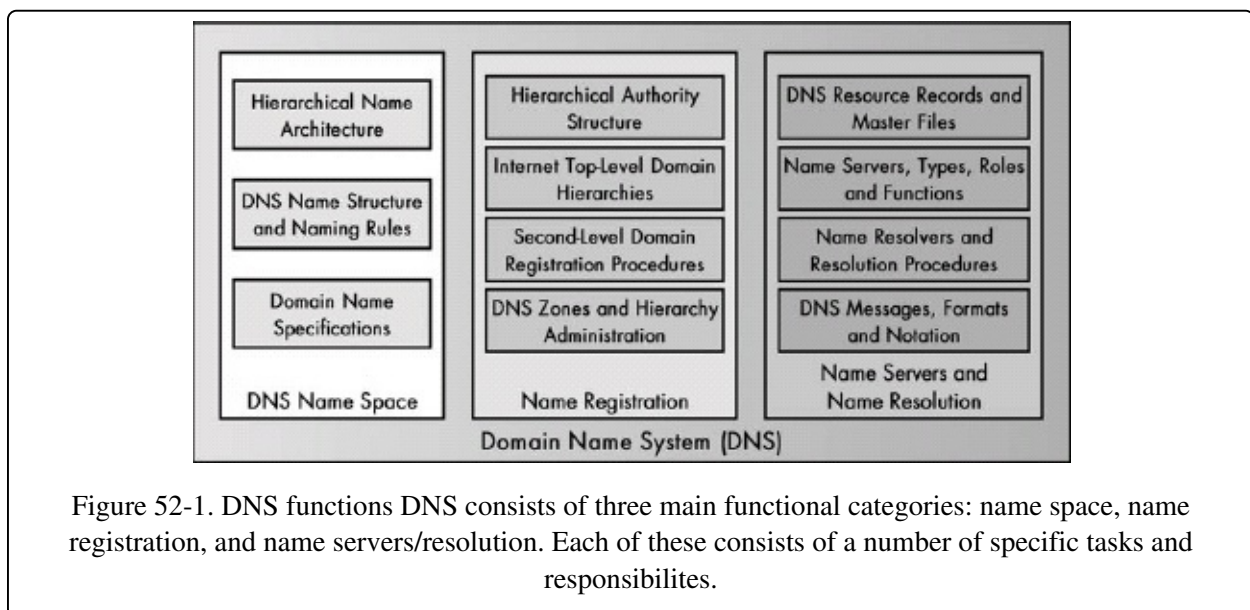 Hierarchical Name
Architecture
DNS Name Structure
and Naming Rules
Domain Name
Specifications
DNS Name Space
Hierarchical Authority
Structure
Internet Top-Level Domain
Hierarchies
Second-Level Domain
Registration Procedures
DNS Zones and Hierarchy
Administration
Name Registration
DNS Resource Records and
Master Files
Name Servers, Types, Roles
and Functions
Name Resolvers and
Resolution Procedures
DNS Messages, Formats
and Notation
Name Servers and
Name Resolution
Domain Name System (DNS)
Figure 52-1. DNS functions DNS consists of three main functional categories: name space, name
registration, and name servers/resolution. Each of these consists of a number of specific tasks and
responsibilites.